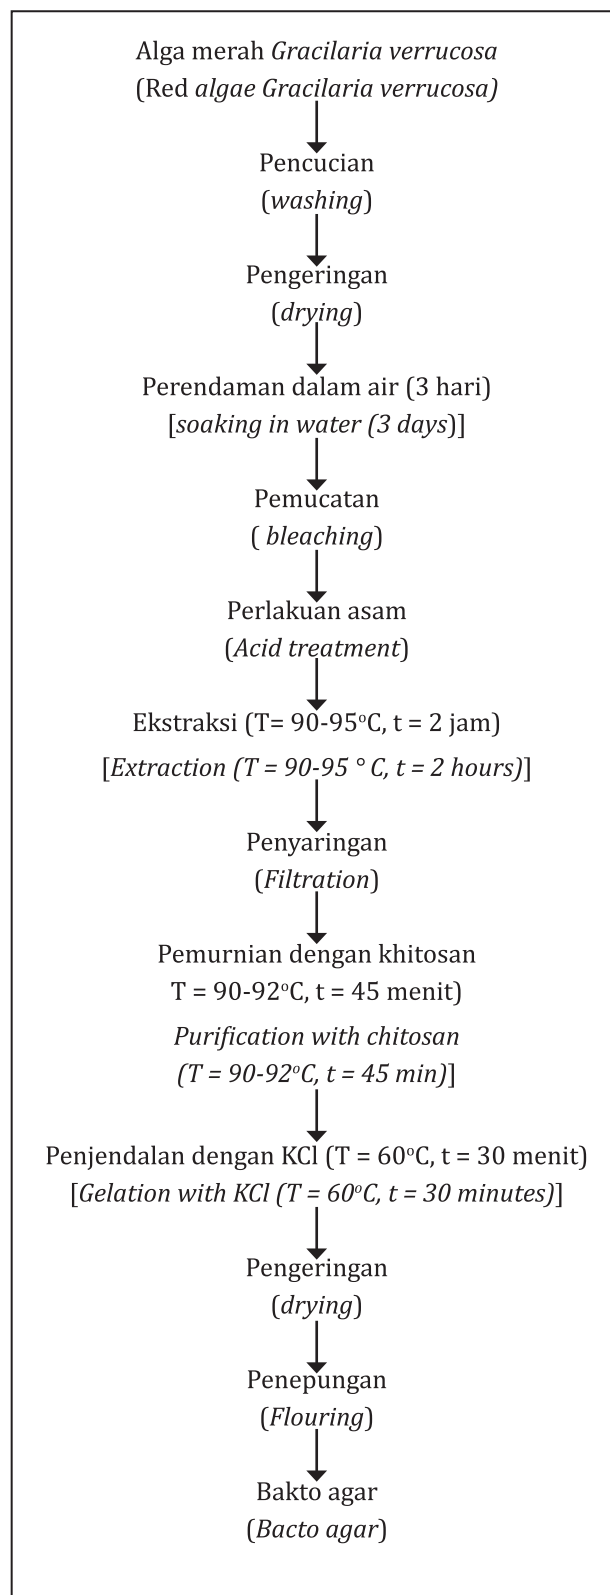 Alga merah Gracilaria verrucosa
(Red algae Gracilaria verrucosa)
Pencucian
(washing)
Pengeringan
(drying)
Perendaman dalam air (3 hari)
[soaking in water (3 days)]
Pemucatan
( bleaching)
Perlakuan asam
(Acid treatment)
Ekstraksi (T= 90-95°C, t = 2 jam)
[Extraction (T = 90-95 ° C, t = 2 hours)]
Penyaringan
(Filtration)
Pemurnian dengan khitosan
T = 90-92°C, t = 45 menit)
Purification with chitosan
(T = 90-92°C, t = 45 min)]
Penjendalan dengan KCl (T = 60°C, t = 30 menit)
[Gelation with KCl (T = 60°C, t = 30 minutes)]
Pengeringan
(drying)
Penepungan
(Flouring)
Bakto agar
(Bacto agar)